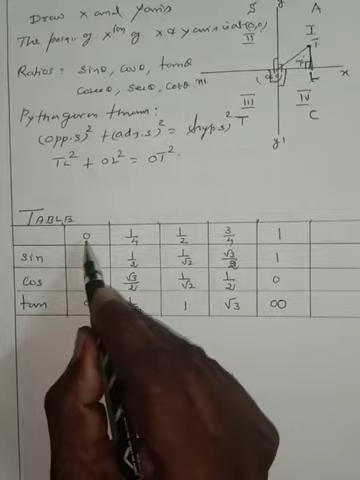 Draw x and y axis
S y A
The point of x^ion of x & y axis is at (0,0)
II I
T
Ratios: sinθ, cosθ, tanθ
cosecθ, secθ, cotθ.
x' x
L
Pythagoras therum:
III IV
(opp.s)² + (adj.s)² = (hyp.s)²
T C
TL² + OL² = OT².
y'
TABLE
0 1/4 1/2 3/4 1
sin 1/2 1/√2 √3/2 1
cos √3/2 1/√2 1/2 0
tan 1 √3 00